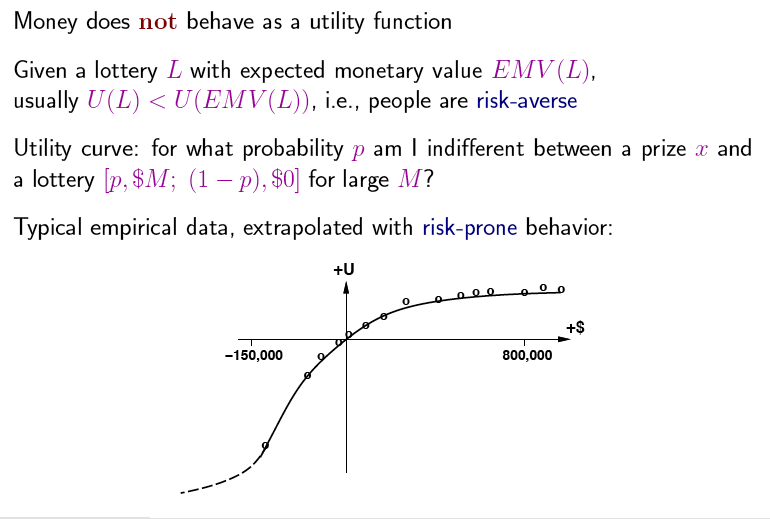 Money does not behave as a utility function
Given a lottery L with expected monetary value EMV(L),
usually U(L) < U(EMV(L)), i.e., people are risk-averse
Utility curve: for what probability p am I indifferent between a prize x and
a lottery [p, $M; (1 − p), $0] for large M?
Typical empirical data, extrapolated with risk-prone behavior:
+U
+$
−150,000 800,000